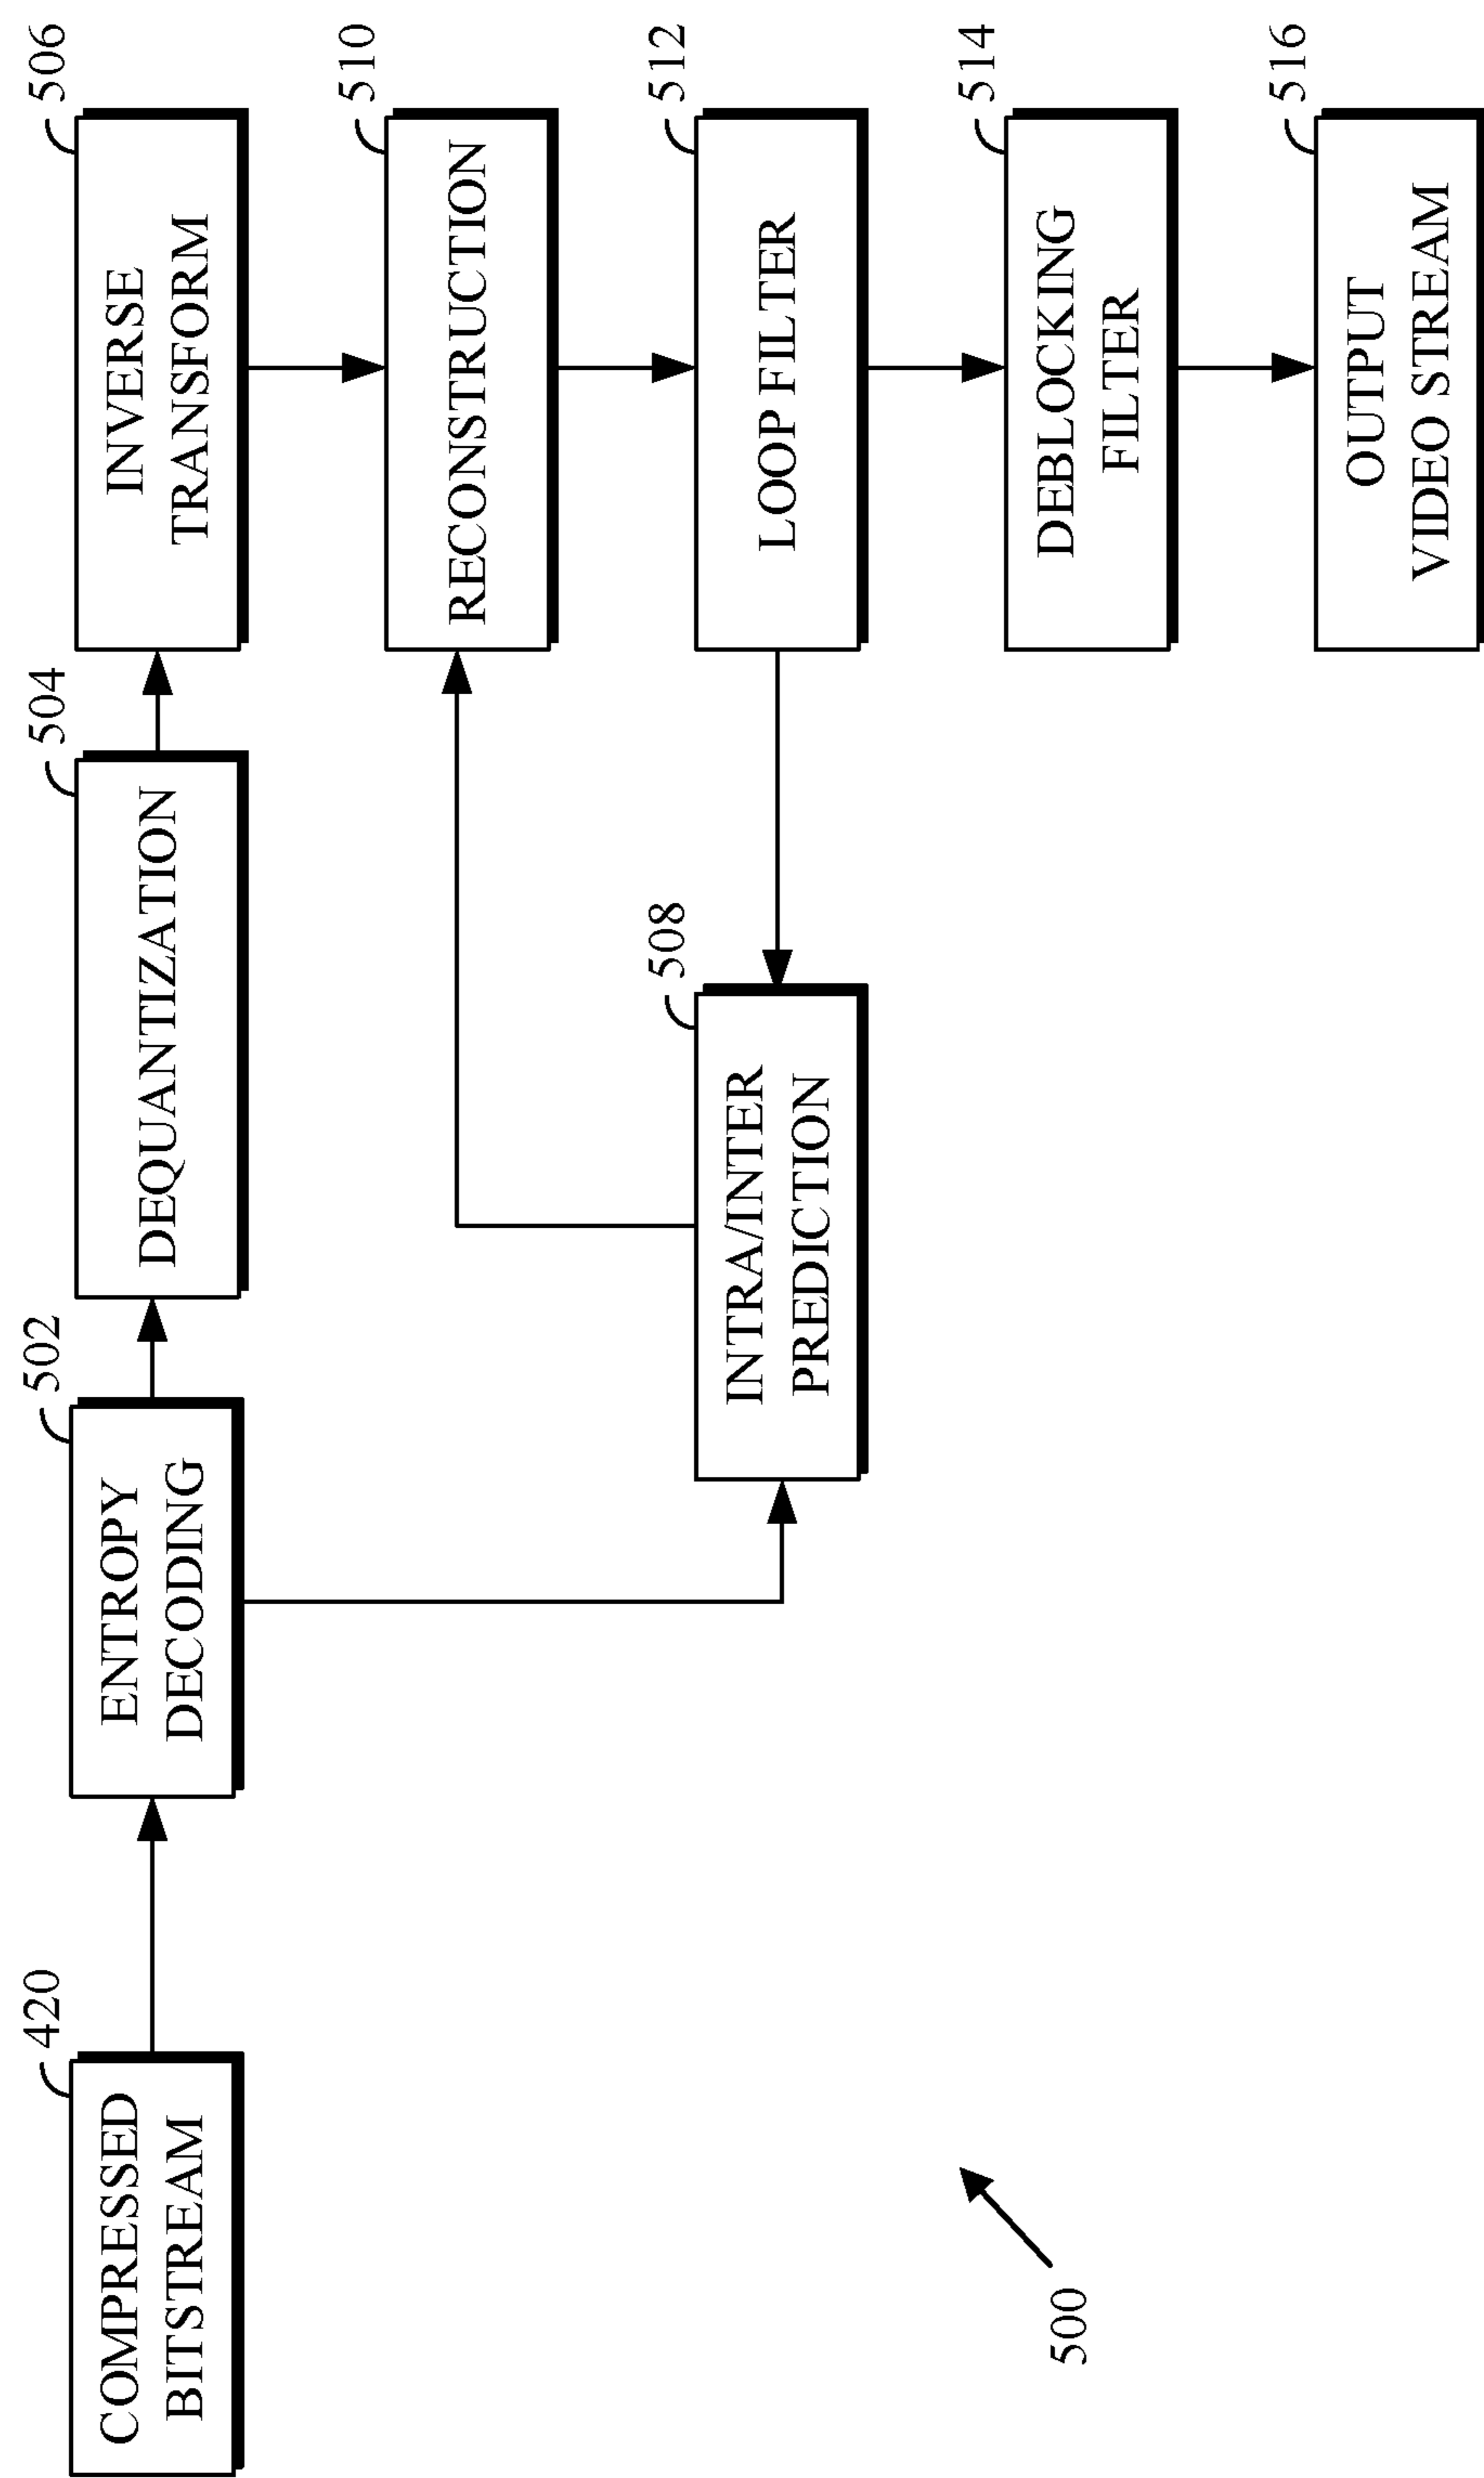 420
COMPRESSED
BITSTREAM
502
ENTROPY
DECODING
504
DEQUANTIZATION
506
INVERSE
TRANSFORM
510
RECONSTRUCTION
508
INTRA/INTER
PREDICTION
512
LOOP FILTER
514
DEBLOCKING
FILTER
500
516
OUTPUT
VIDEO STREAM